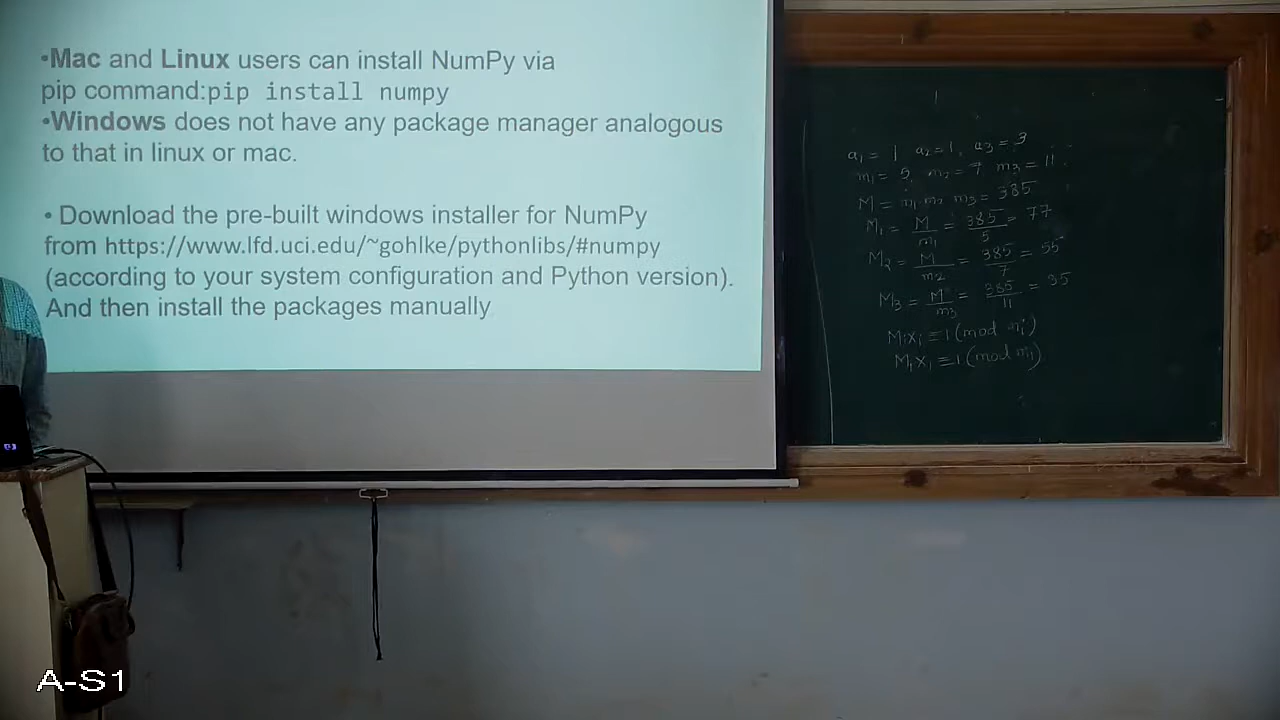 •Mac and Linux users can install NumPy via
pip command:pip install numpy
•Windows does not have any package manager analogous
to that in linux or mac.
• Download the pre-built windows installer for NumPy
from https://www.lfd.uci.edu/~gohlke/pythonlibs/#numpy
(according to your system configuration and Python version).
And then install the packages manually
a₁ = 1 a₂ = 1, a₃ = 3
m₁ = 5, m₂ = 7 m₃ = 11
M = m₁ m₂ m₃ = 385
M₁ = M/m₁ = 385/5 = 77
M₂ = M/m₂ = 385/7 = 55
M₃ = M/m₃ = 385/11 = 35
Mᵢxᵢ ≡ 1 (mod mᵢ)
M₁x₁ ≡ 1 (mod m₁)
A-S1